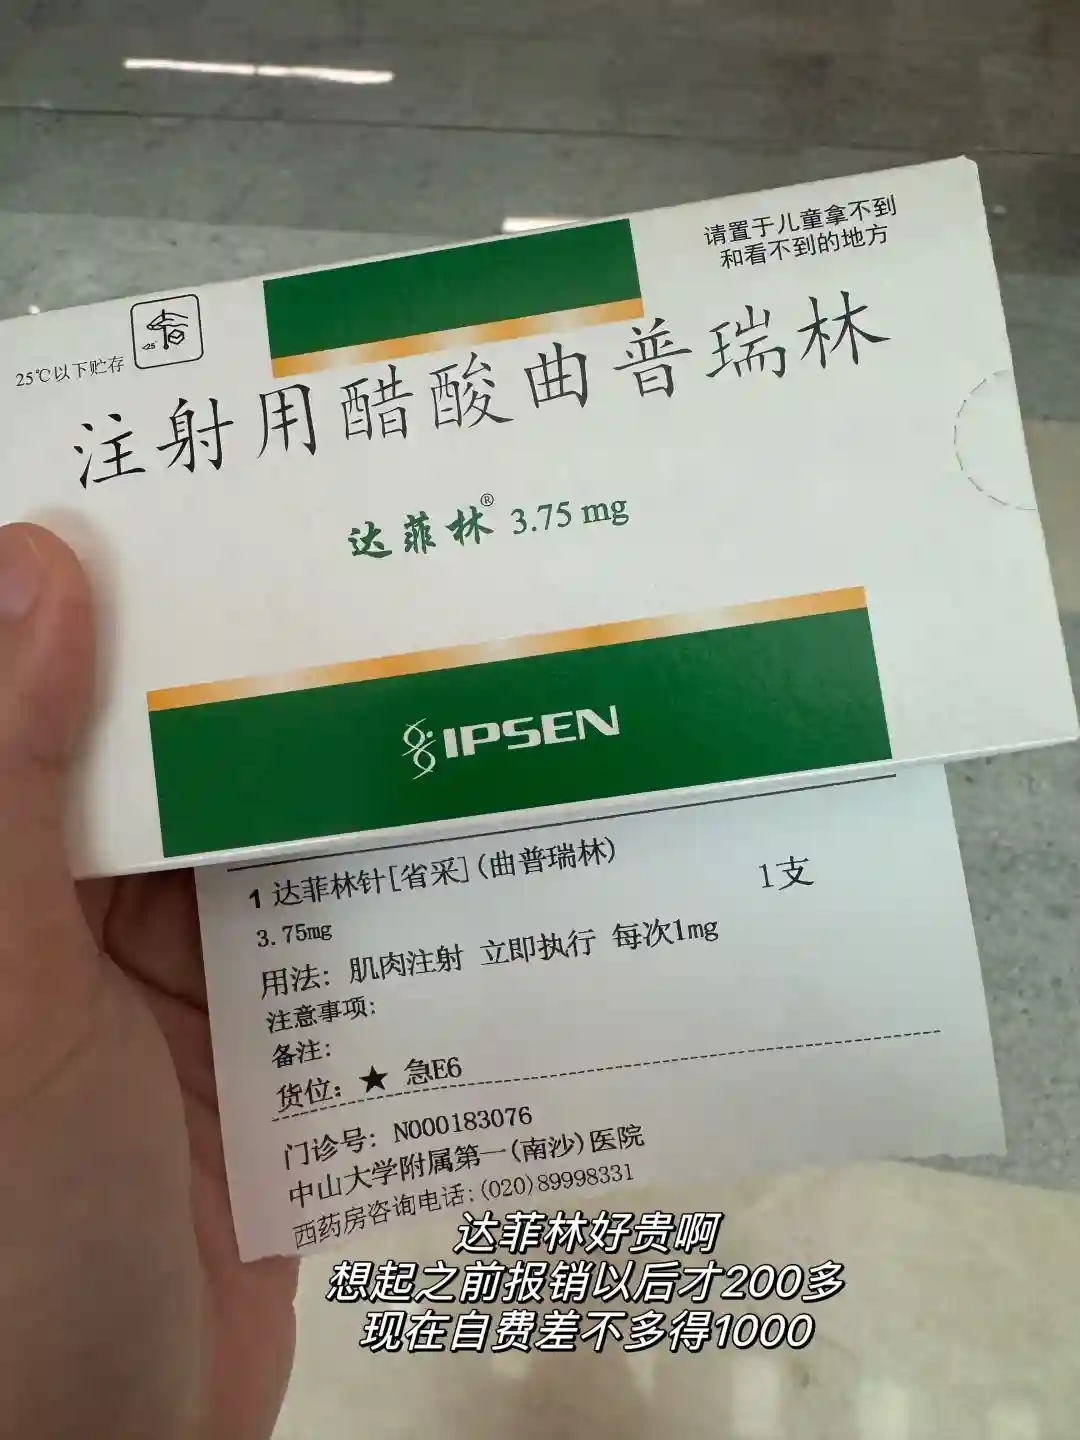 请置于儿童拿不到
和看不到的地方
<25°
25℃以下贮存
注射用醋酸曲普瑞林
达菲林® 3.75 mg
IPSEN
1 达菲林针[省采](曲普瑞林) 1支
3.75mg
用法: 肌肉注射 立即执行 每次1mg
注意事项:
备注:
货位: ★ 急E6
门诊号: N000183076
中山大学附属第一(南沙)医院
西药房咨询电话:(020)89998331
达菲林好贵啊
想起之前报销以后才200多
现在自费差不多得1000